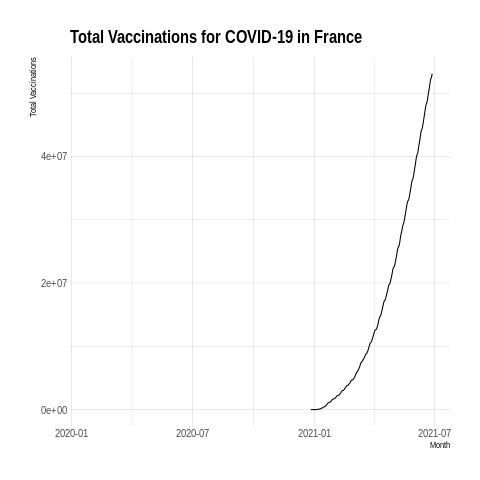 Total Vaccinations for COVID-19 in France
Total Vaccinations
4e+07
2e+07
0e+00
2020-01 2020-07 2021-01 2021-07
Month